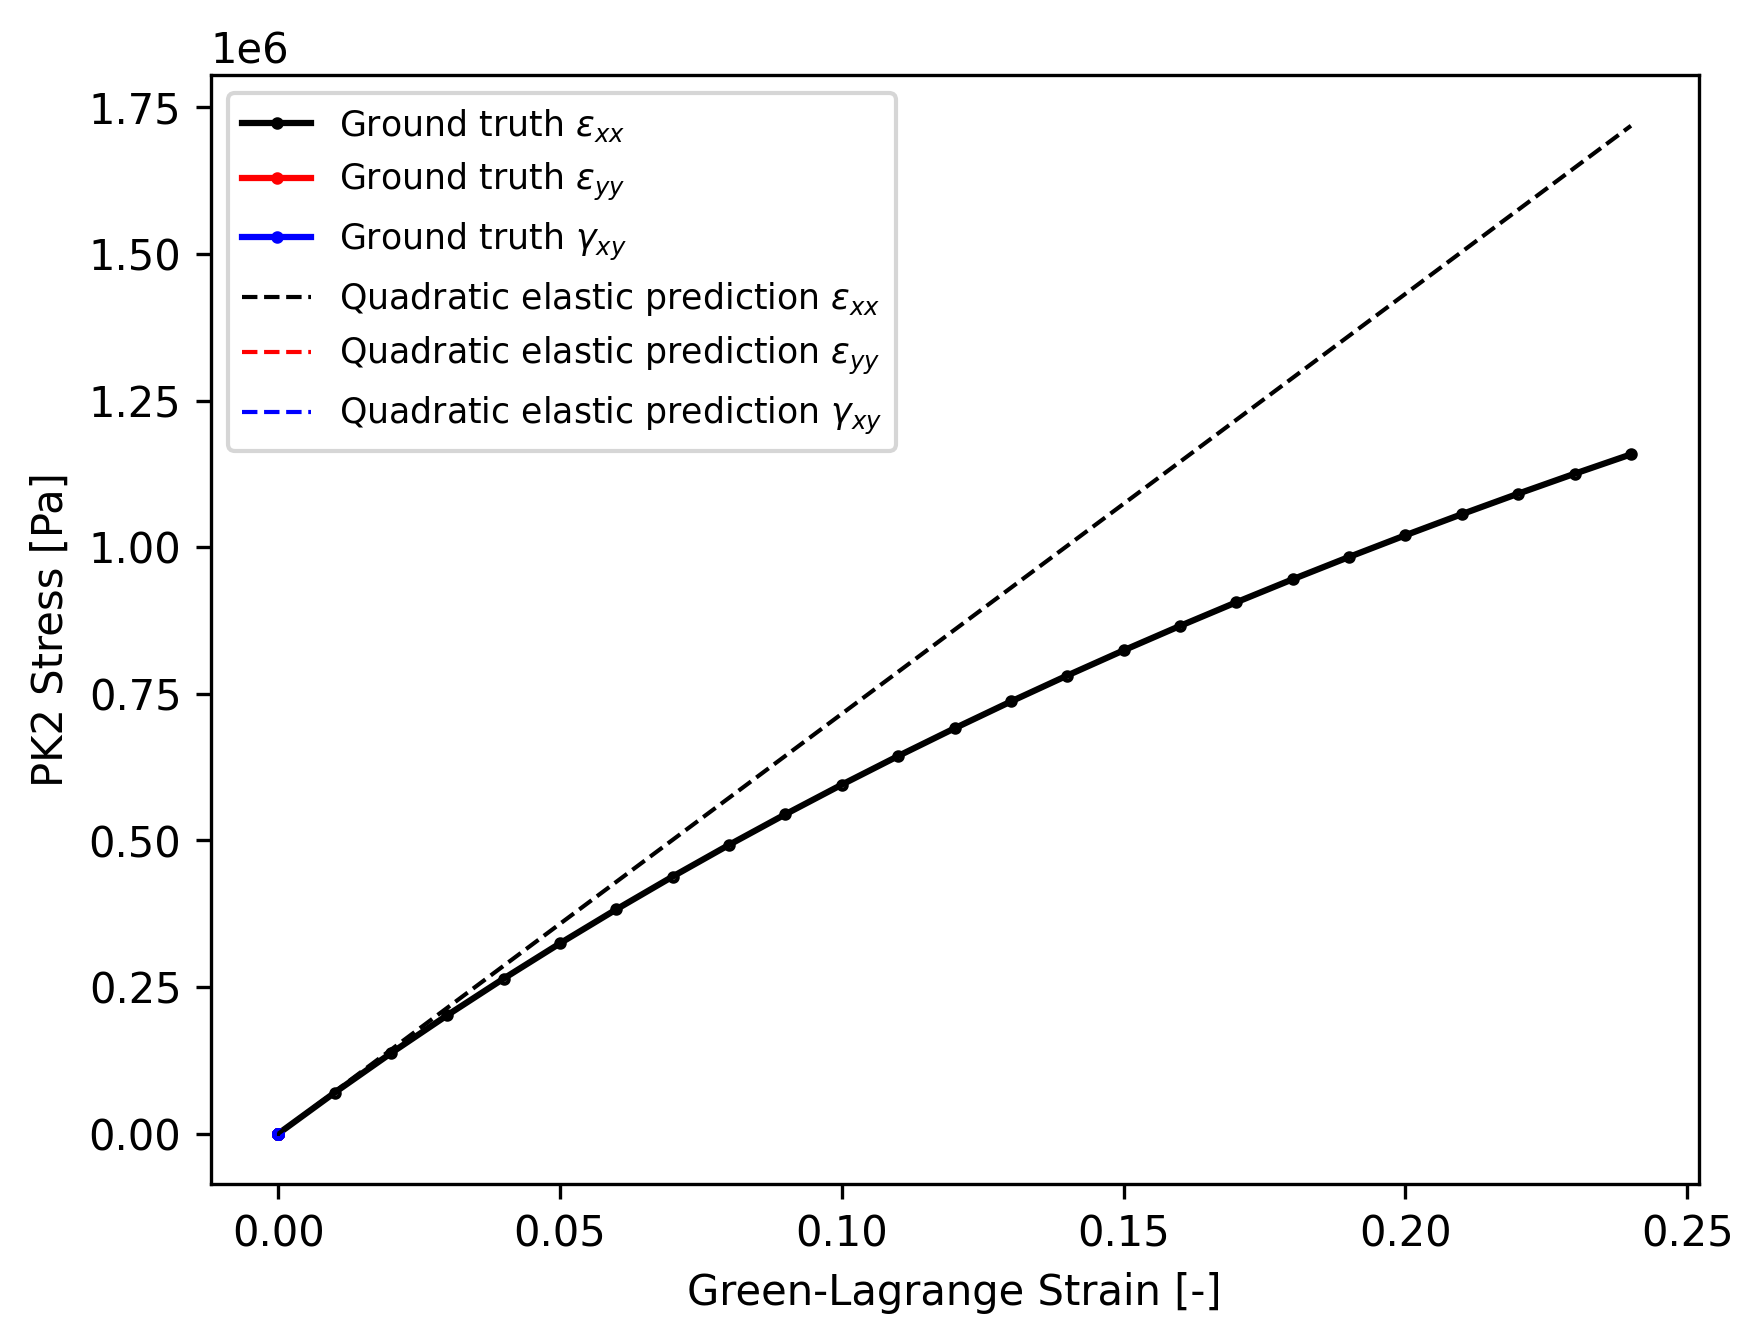 1e6
1.75
1.50
1.25
1.00
0.75
0.50
0.25
0.00
PK2 Stress [Pa]
Ground truth εxx
Ground truth εyy
Ground truth γxy
Quadratic elastic prediction εxx
Quadratic elastic prediction εyy
Quadratic elastic prediction γxy
0.00 0.05 0.10 0.15 0.20 0.25
Green-Lagrange Strain [-]